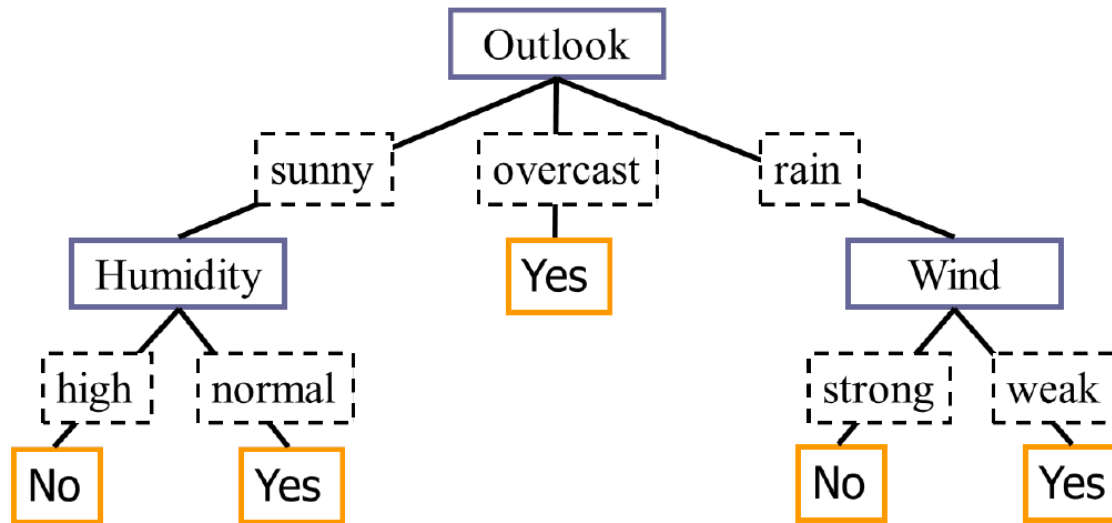 Outlook
sunny overcast rain
Humidity Yes Wind
high normal strong weak
No Yes No Yes